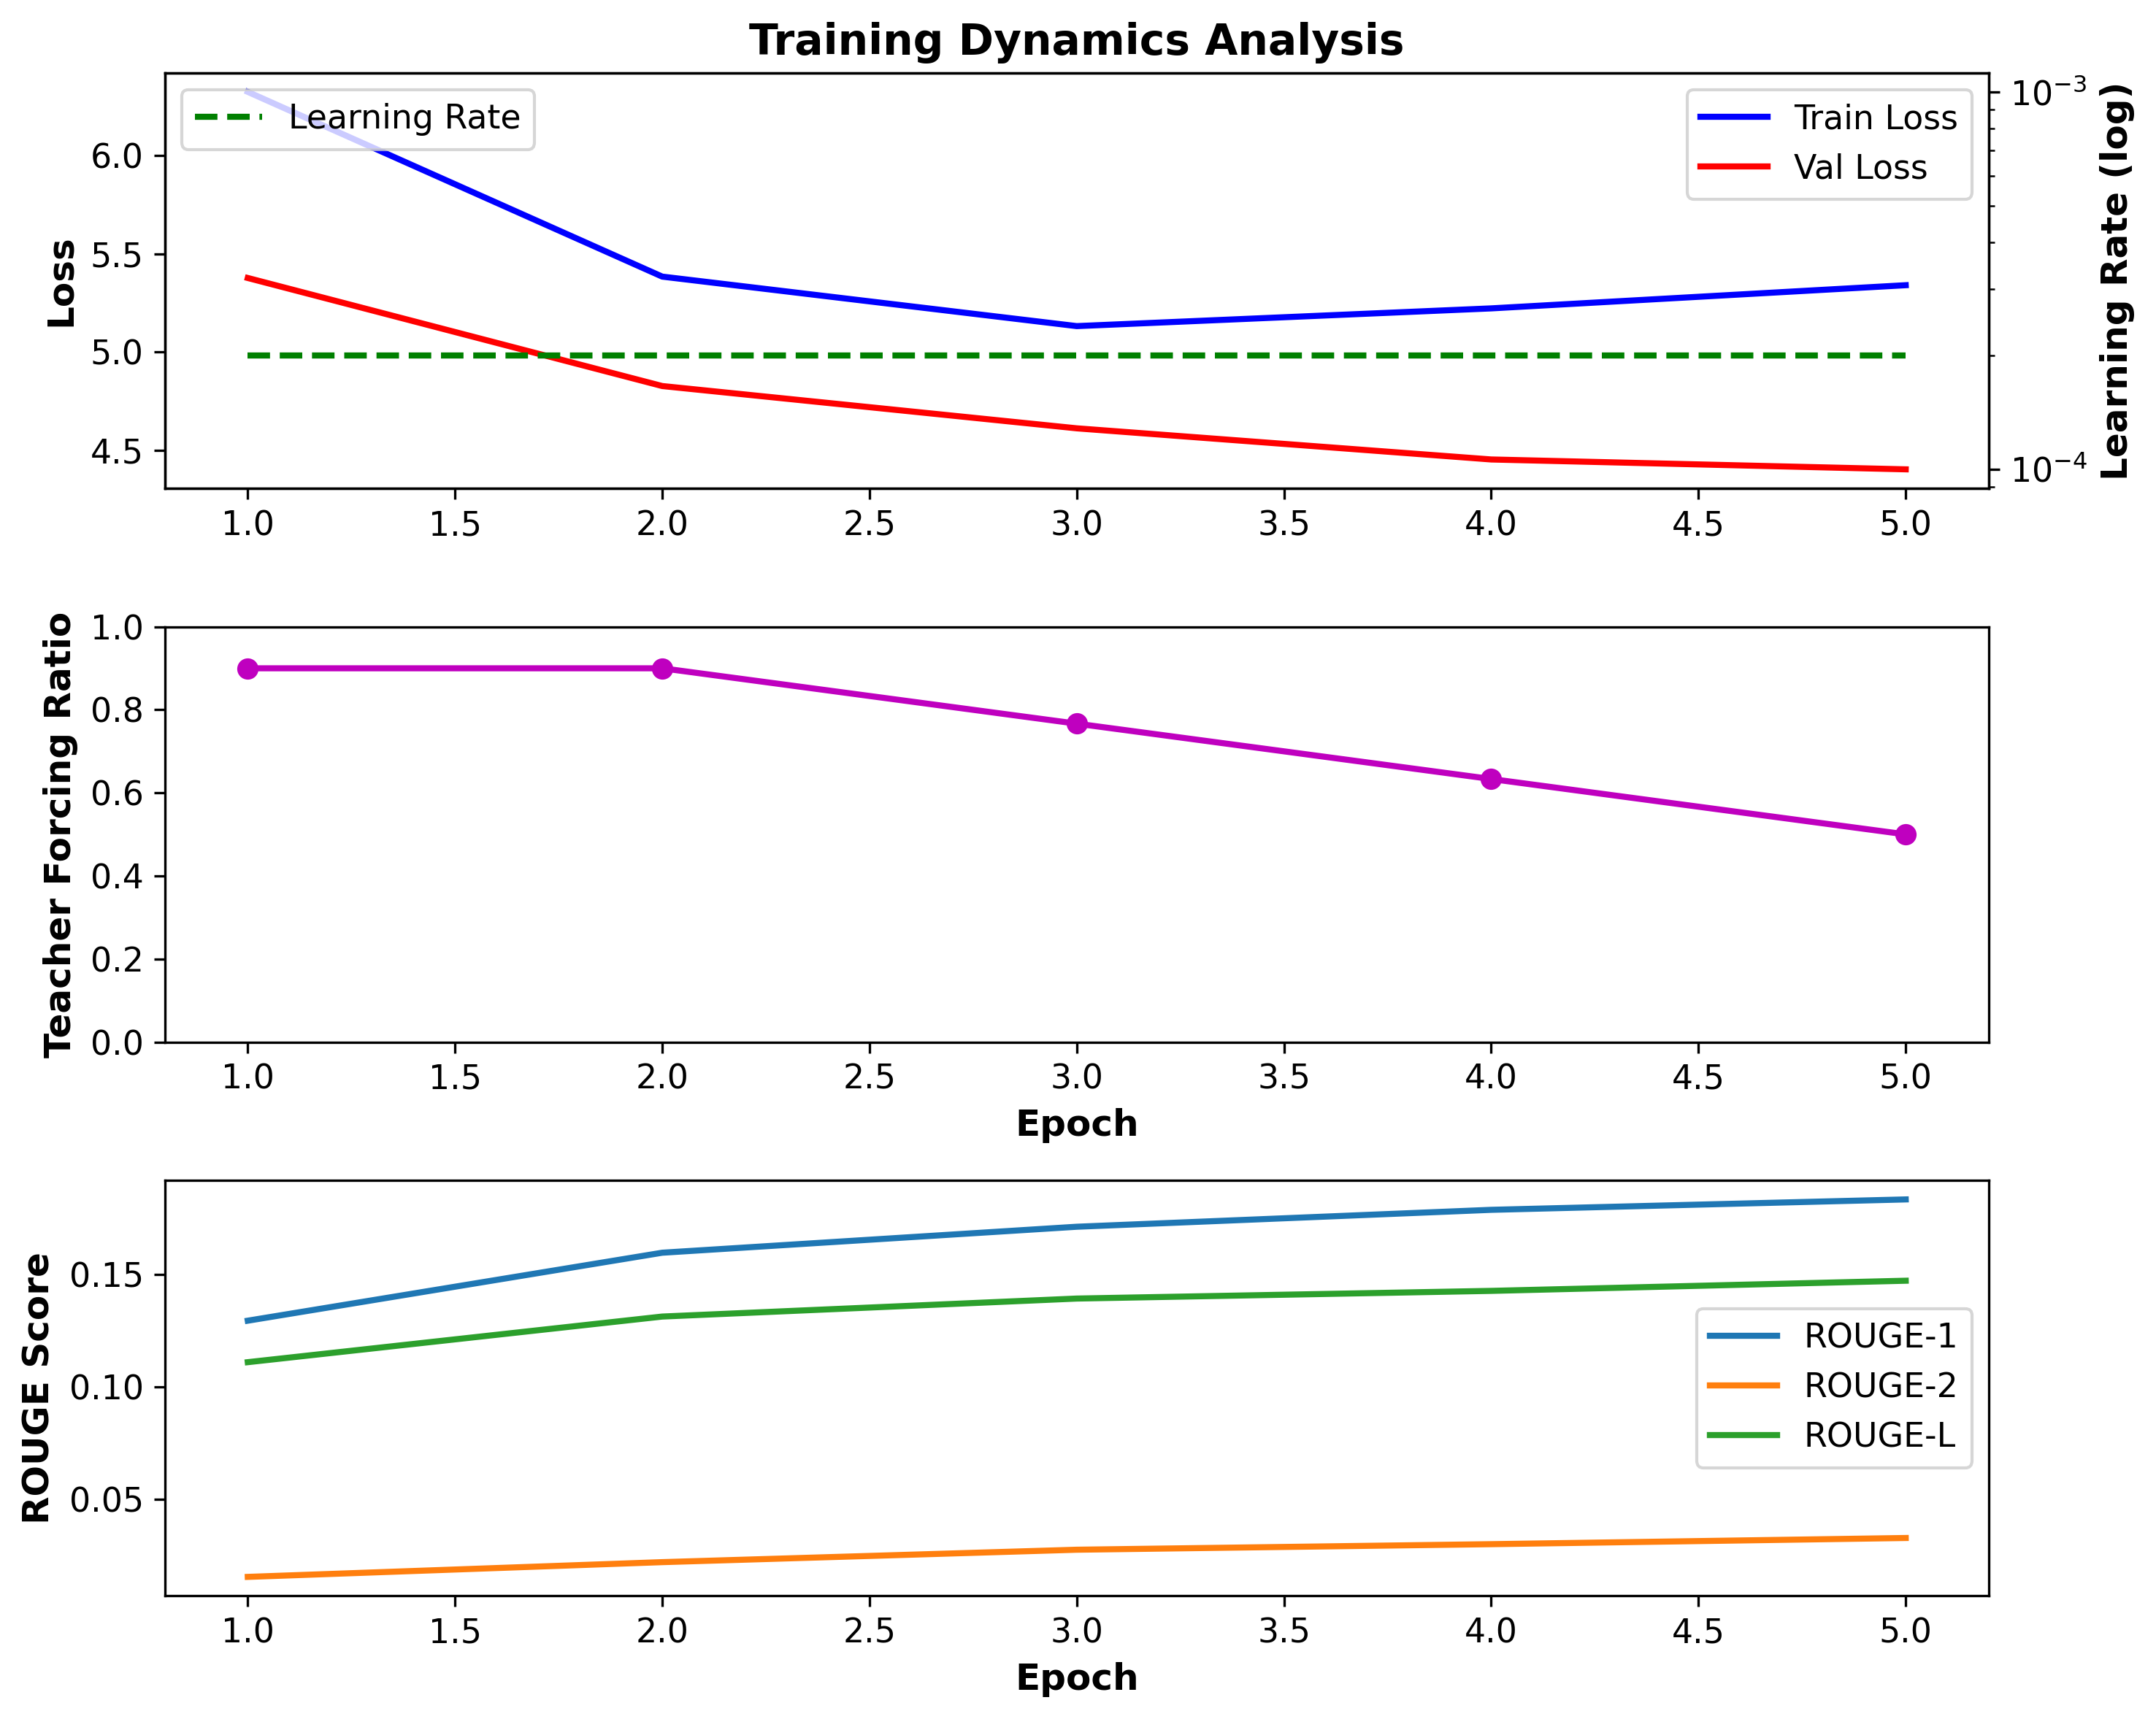 Training Dynamics Analysis
Learning Rate
Train Loss
Val Loss
Loss
6.0
5.5
5.0
4.5
10⁻³
10⁻⁴
Learning Rate (log)
1.0 1.5 2.0 2.5 3.0 3.5 4.0 4.5 5.0
Teacher Forcing Ratio
1.0
0.8
0.6
0.4
0.2
0.0
1.0 1.5 2.0 2.5 3.0 3.5 4.0 4.5 5.0
Epoch
ROUGE Score
0.15
0.10
0.05
ROUGE-1
ROUGE-2
ROUGE-L
1.0 1.5 2.0 2.5 3.0 3.5 4.0 4.5 5.0
Epoch